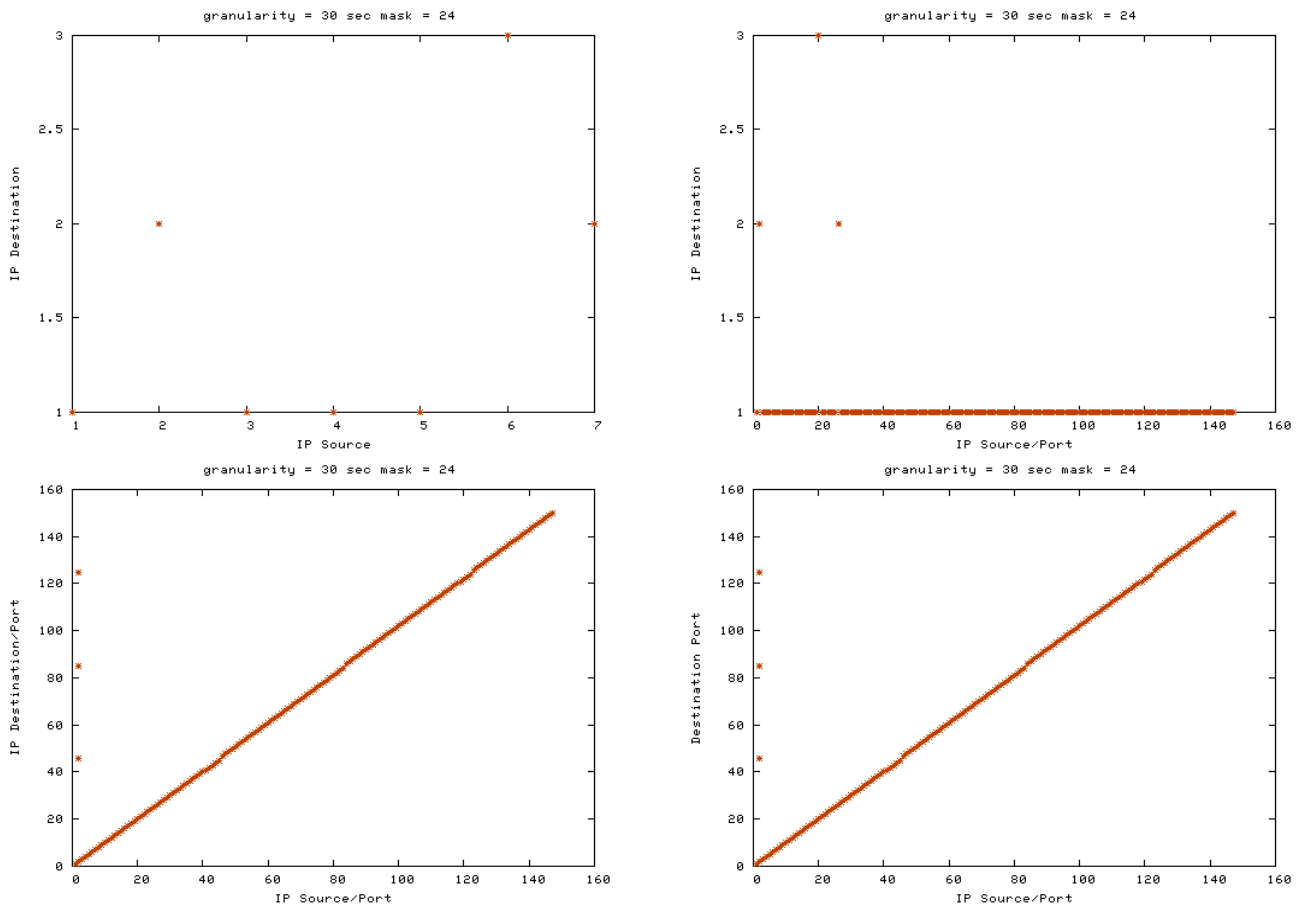 granularity = 30 sec mask = 24
3
2.5
2
1.5
1
IP Destination
1 2 3 4 5 6 7
IP Source
granularity = 30 sec mask = 24
3
2.5
2
1.5
1
IP Destination
0 20 40 60 80 100 120 140 160
IP Source/Port
granularity = 30 sec mask = 24
160
140
120
100
80
60
40
20
0
IP Destination/Port
0 20 40 60 80 100 120 140 160
IP Source/Port
granularity = 30 sec mask = 24
160
140
120
100
80
60
40
20
0
Destination Port
0 20 40 60 80 100 120 140 160
IP Source/Port